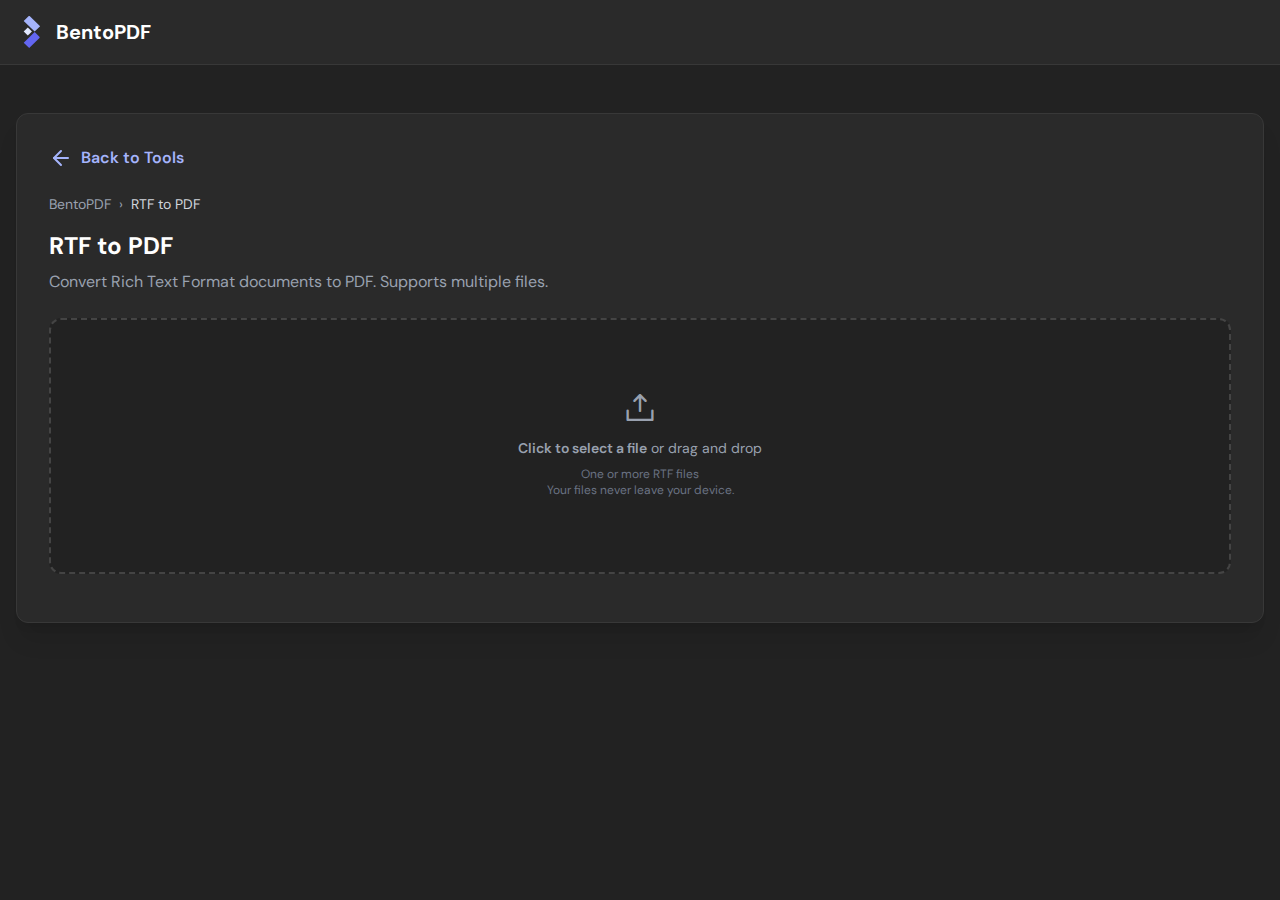 BentoPDF
Back to Tools
BentoPDF › RTF to PDF
RTF to PDF
Convert Rich Text Format documents to PDF. Supports multiple files.
Click to select a file or drag and drop
One or more RTF files
Your files never leave your device.